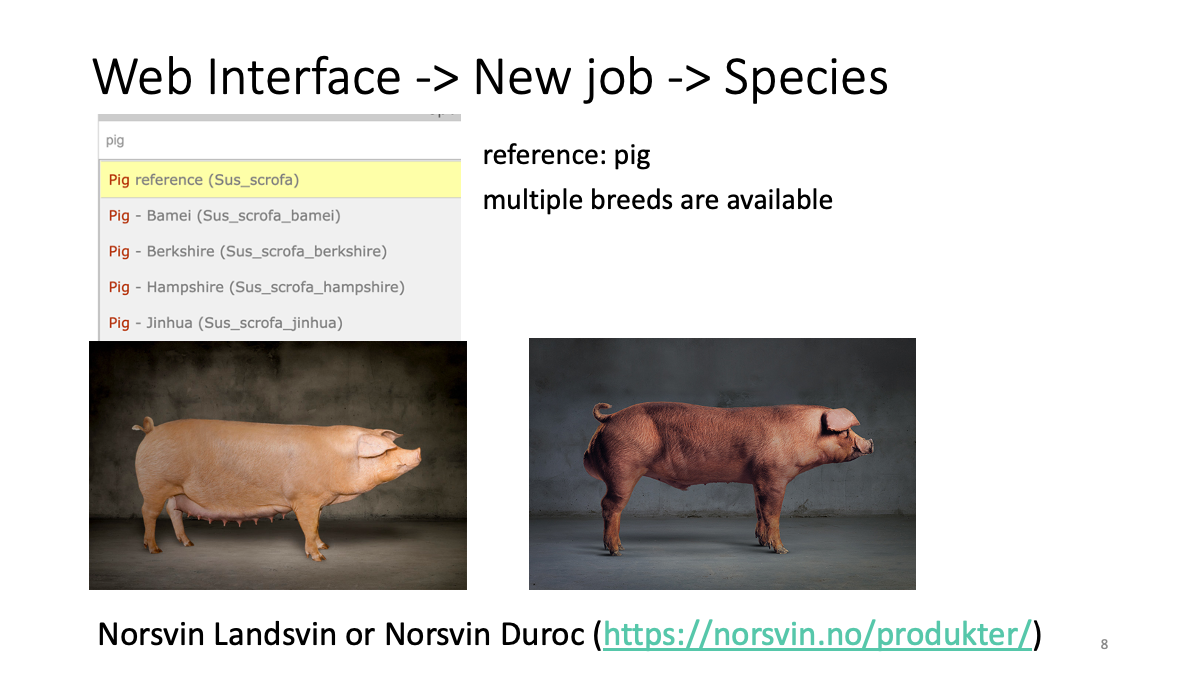 Web Interface -> New job -> Species
pig
Pig reference (Sus_scrofa)
Pig - Bamei (Sus_scrofa_bamei)
Pig - Berkshire (Sus_scrofa_berkshire)
Pig - Hampshire (Sus_scrofa_hampshire)
Pig - Jinhua (Sus_scrofa_jinhua)
reference: pig
multiple breeds are available
Norsvin Landsvin or Norsvin Duroc (https://norsvin.no/produkter/)
8